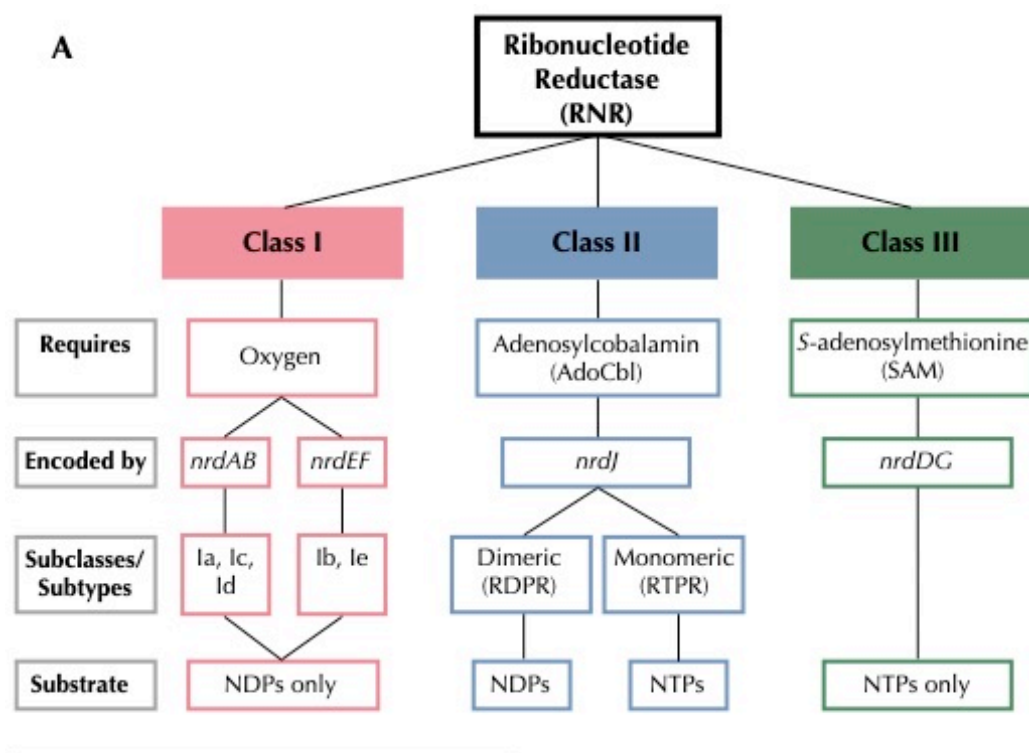 A
Ribonucleotide
Reductase
(RNR)
Class I
Class II
Class III
Requires
Oxygen
Adenosylcobalamin
(AdoCbl)
S-adenosylmethionine
(SAM)
Encoded by
nrdAB
nrdEF
nrdJ
nrdDG
Subclasses/
Subtypes
Ia, Ic,
Id
Ib, Ie
Dimeric
(RDPR)
Monomeric
(RTPR)
Substrate
NDPs only
NDPs
NTPs
NTPs only